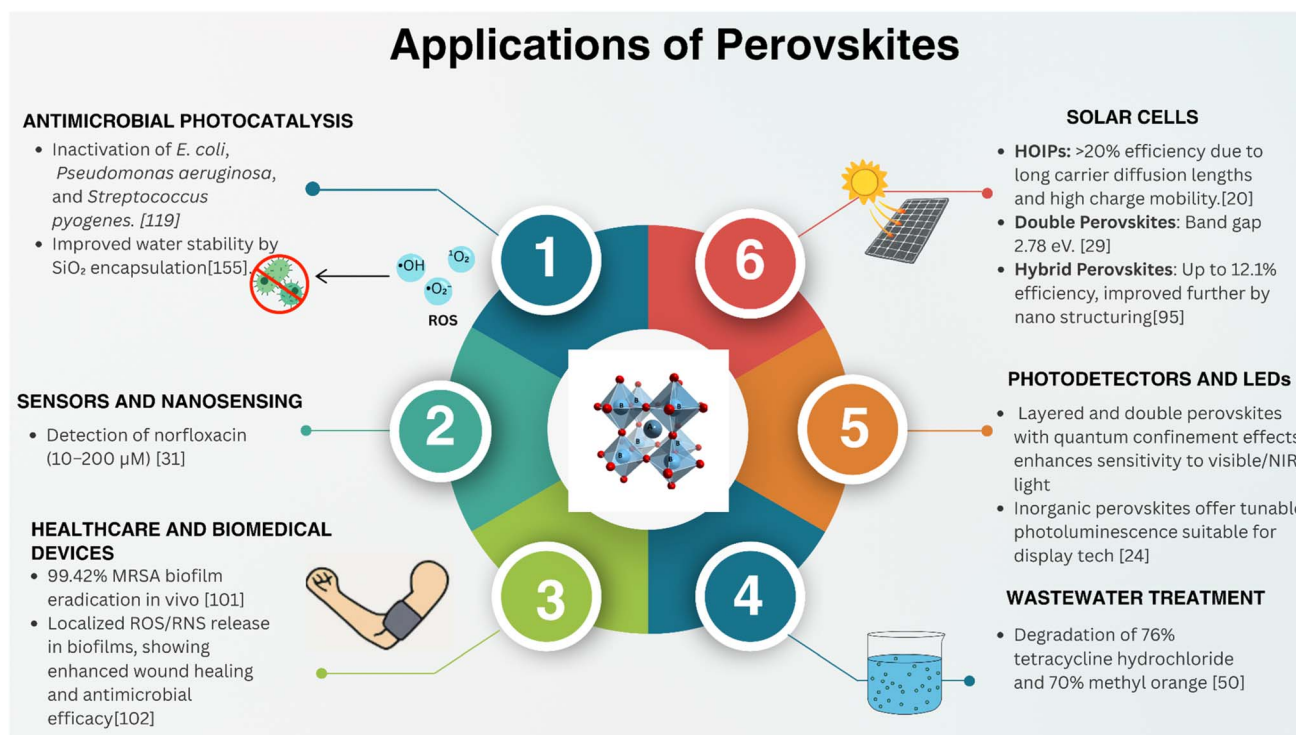 Applications of Perovskites
ANTIMICROBIAL PHOTOCATALYSIS
• Inactivation of E. coli,
Pseudomonas aeruginosa,
and Streptococcus
pyogenes. [119]
• Improved water stability by
SiO₂ encapsulation[155].
•OH
¹O₂
•O₂⁻
ROS
SENSORS AND NANOSENSING
• Detection of norfloxacin
(10–200 µM) [31]
HEALTHCARE AND BIOMEDICAL
DEVICES
• 99.42% MRSA biofilm
eradication in vivo [101]
• Localized ROS/RNS release
in biofilms, showing
enhanced wound healing
and antimicrobial
efficacy[102]
1
2
3
4
5
6
B
B
B
B
A
B
B
SOLAR CELLS
• HOIPs: >20% efficiency due to
long carrier diffusion lengths
and high charge mobility.[20]
• Double Perovskites: Band gap
2.78 eV. [29]
• Hybrid Perovskites: Up to 12.1%
efficiency, improved further by
nano structuring[95]
PHOTODETECTORS AND LEDs
• Layered and double perovskites
with quantum confinement effects
enhances sensitivity to visible/NIR
light
• Inorganic perovskites offer tunable
photoluminescence suitable for
display tech [24]
WASTEWATER TREATMENT
• Degradation of 76%
tetracycline hydrochloride
and 70% methyl orange [50]